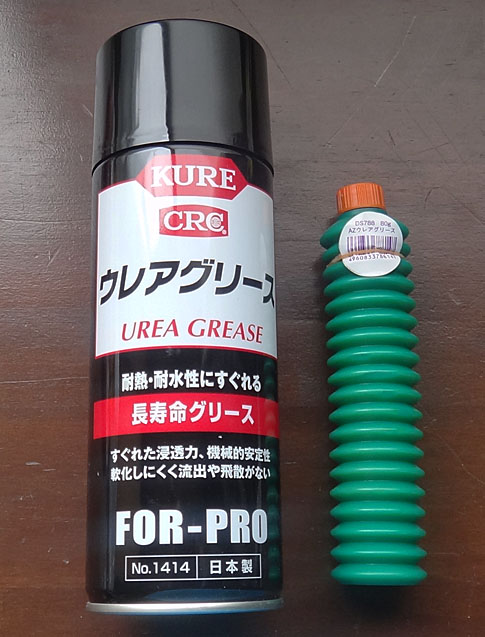 KURE
CRC®
ウレアグリース
UREA GREASE
耐熱・耐水性にすぐれる
長寿命グリース
すぐれた浸透力、機械的安定性
軟化しにくく流出や飛散がない
FOR-PRO
No.1414 日本製
DS788 80g
AZウレアグリース